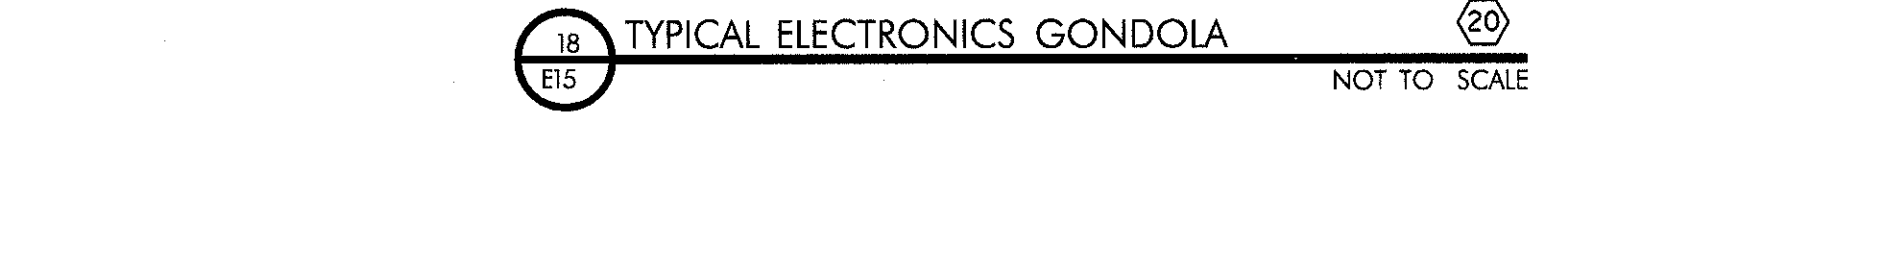 18 TYPICAL ELECTRONICS GONDOLA 20
E15 NOT TO SCALE